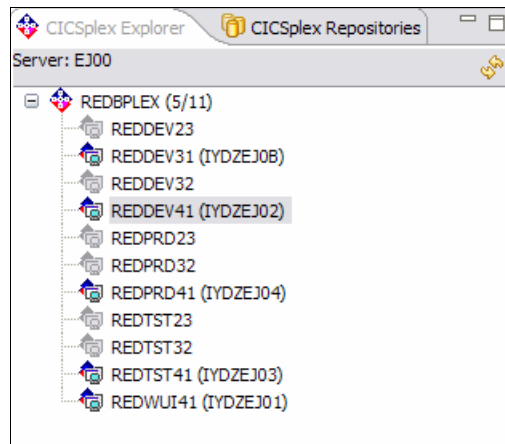 CICSplex Explorer CICSplex Repositories
Server: EJ00
REDBPLEX (5/11)
REDDEV23
REDDEV31 (IYDZEJ0B)
REDDEV32
REDDEV41 (IYDZEJ02)
REDPRD23
REDPRD32
REDPRD41 (IYDZEJ04)
REDTST23
REDTST32
REDTST41 (IYDZEJ03)
REDWUI41 (IYDZEJ01)